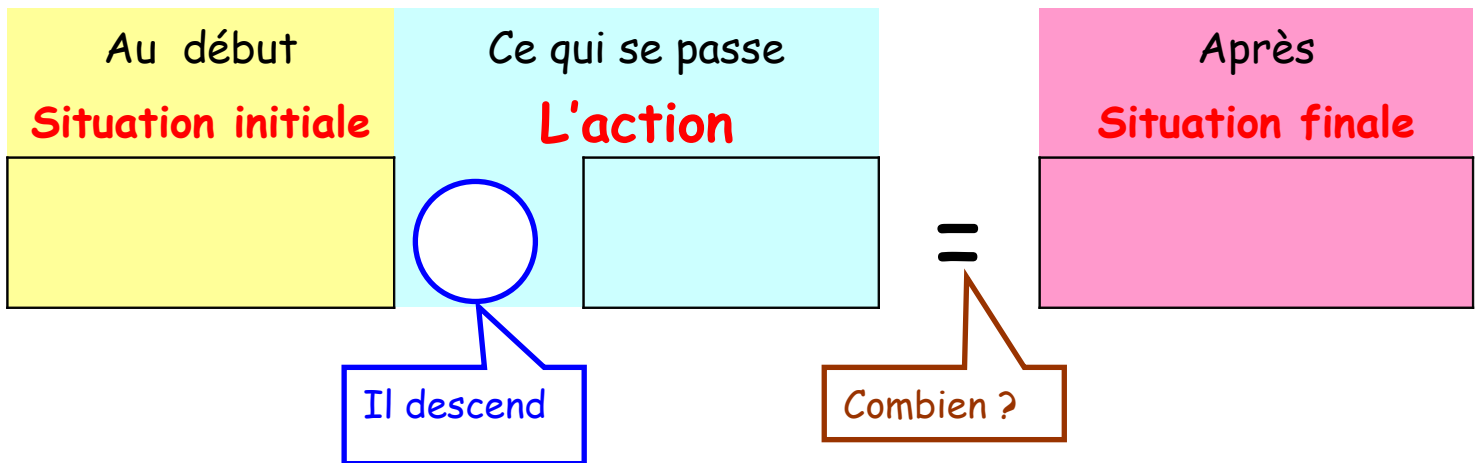 Au début
Situation initiale
Ce qui se passe
L'action
=
Après
Situation finale
Il descend
Combien ?